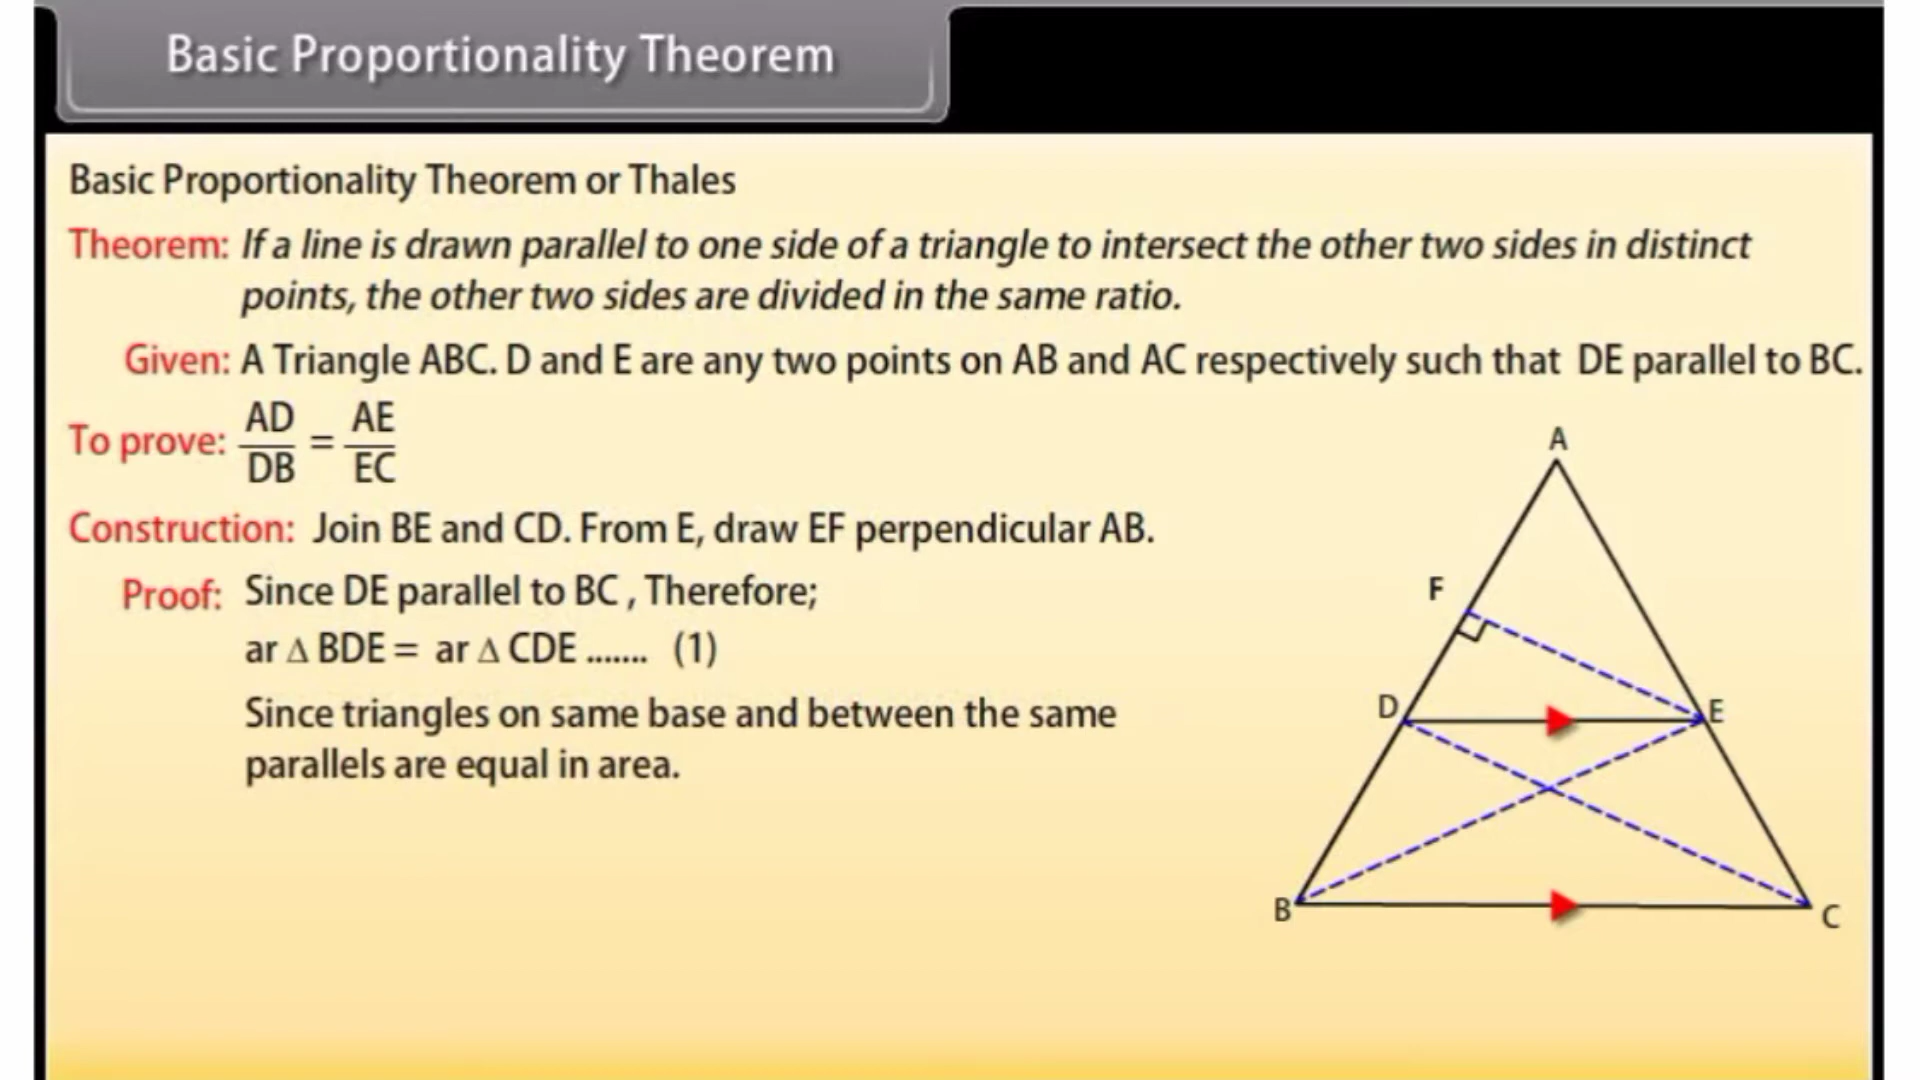 Basic Proportionality Theorem
Basic Proportionality Theorem or Thales
Theorem: If a line is drawn parallel to one side of a triangle to intersect the other two sides in distinct
points, the other two sides are divided in the same ratio.
Given: A Triangle ABC. D and E are any two points on AB and AC respectively such that DE parallel to BC.
To prove: AD/DB = AE/EC
Construction: Join BE and CD. From E, draw EF perpendicular AB.
Proof: Since DE parallel to BC , Therefore;
ar Δ BDE = ar Δ CDE ....... (1)
Since triangles on same base and between the same
parallels are equal in area.
A
F
D
E
B
C